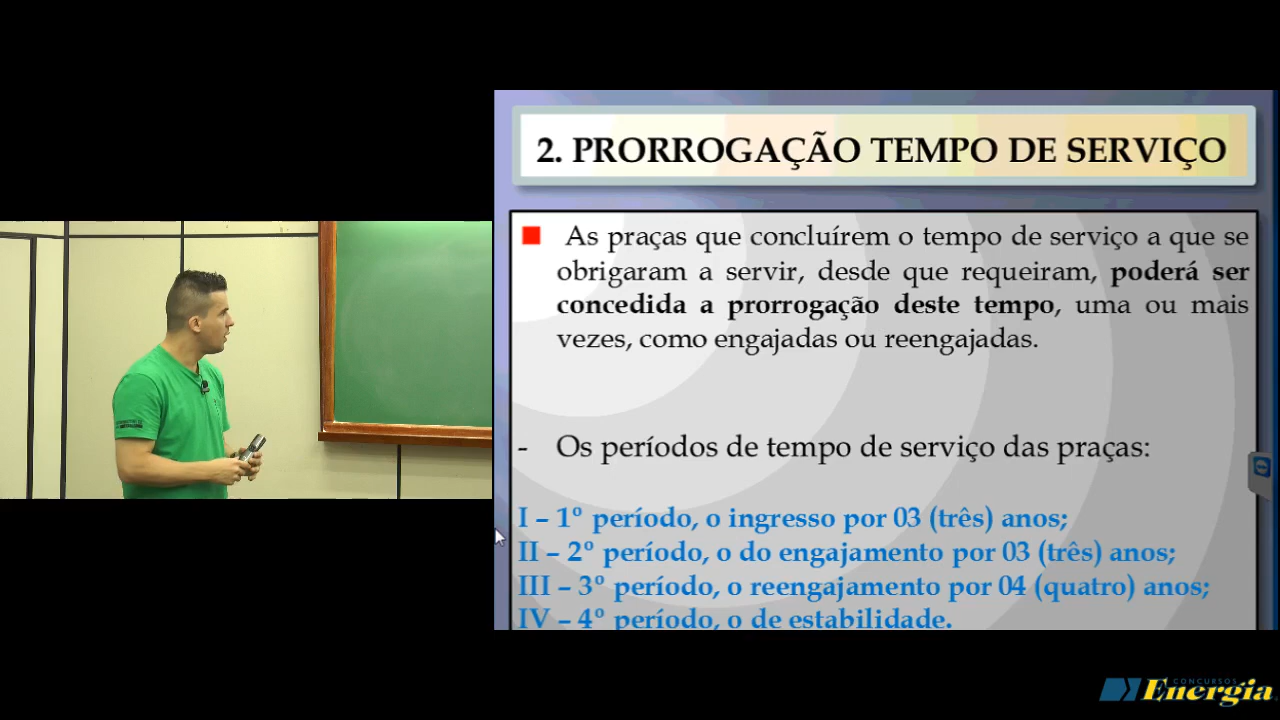 2. PRORROGAÇÃO TEMPO DE SERVIÇO
As praças que concluírem o tempo de serviço a que se
obrigaram a servir, desde que requeiram, poderá ser
concedida a prorrogação deste tempo, uma ou mais
vezes, como engajadas ou reengajadas.
- Os períodos de tempo de serviço das praças:
I – 1º período, o ingresso por 03 (três) anos;
II – 2º período, o do engajamento por 03 (três) anos;
III – 3º período, o reengajamento por 04 (quatro) anos;
IV – 4º período, o de estabilidade.
CONCURSOS
Energia